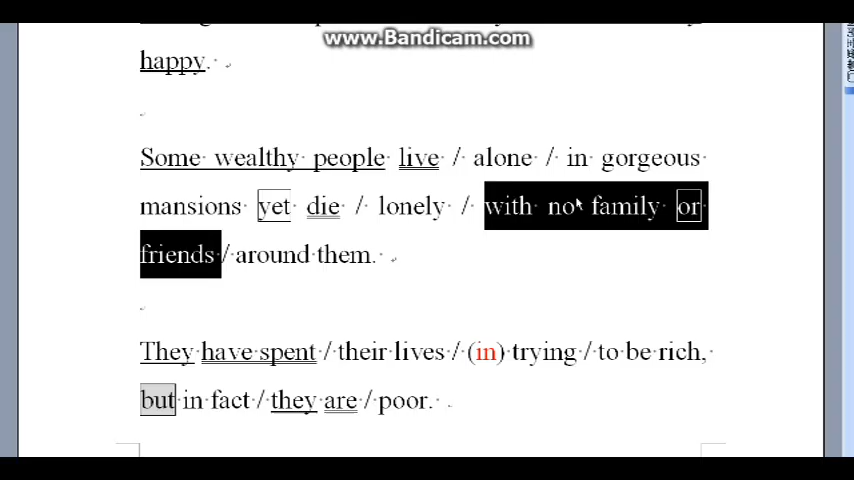 www.Bandicam.com
happy.
Some wealthy people live / alone / in gorgeous
mansions yet die / lonely / with no family or
friends / around them.
They have spent / their lives / (in) trying / to be rich,
but in fact / they are / poor.